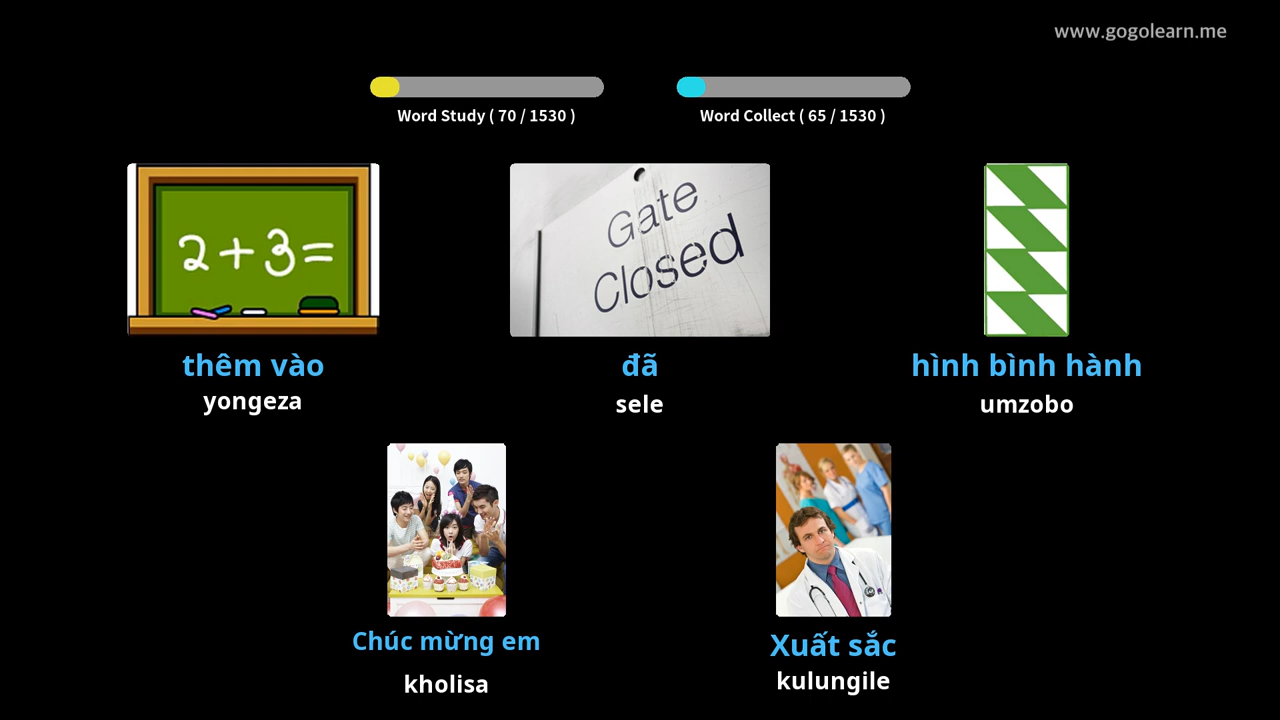 www.gogolearn.me
Word Study ( 70 / 1530 )
Word Collect ( 65 / 1530 )
2+3=
Gate
Closed
thêm vào
đã
hình bình hành
yongeza
sele
umzobo
Chúc mừng em
Xuất sắc
kholisa
kulungile